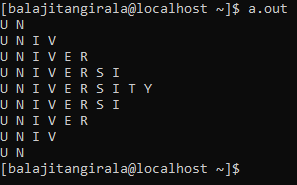 [balajitangirala@localhost ~]$ a.out
U N
U N I V
U N I V E R
U N I V E R S I
U N I V E R S I T Y
U N I V E R S I
U N I V E R
U N I V
U N
[balajitangirala@localhost ~]$